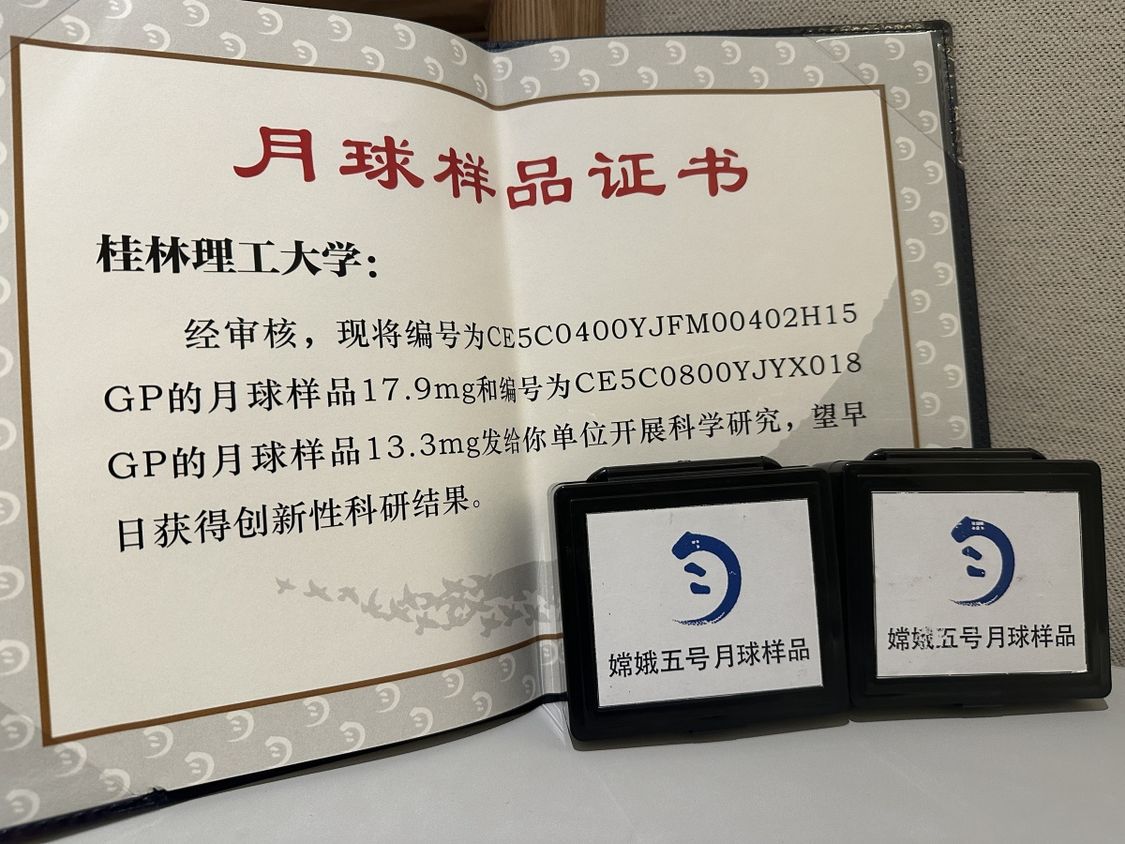 月球样品证书
桂林理工大学：
经审核，现将编号为CE5C0400YJFM00402H15
GP的月球样品17.9mg和编号为CE5C0800YJYX018
GP的月球样品13.3mg发给你单位开展科学研究，望早
日获得创新性科研结果。
嫦娥五号月球样品
嫦娥五号月球样品